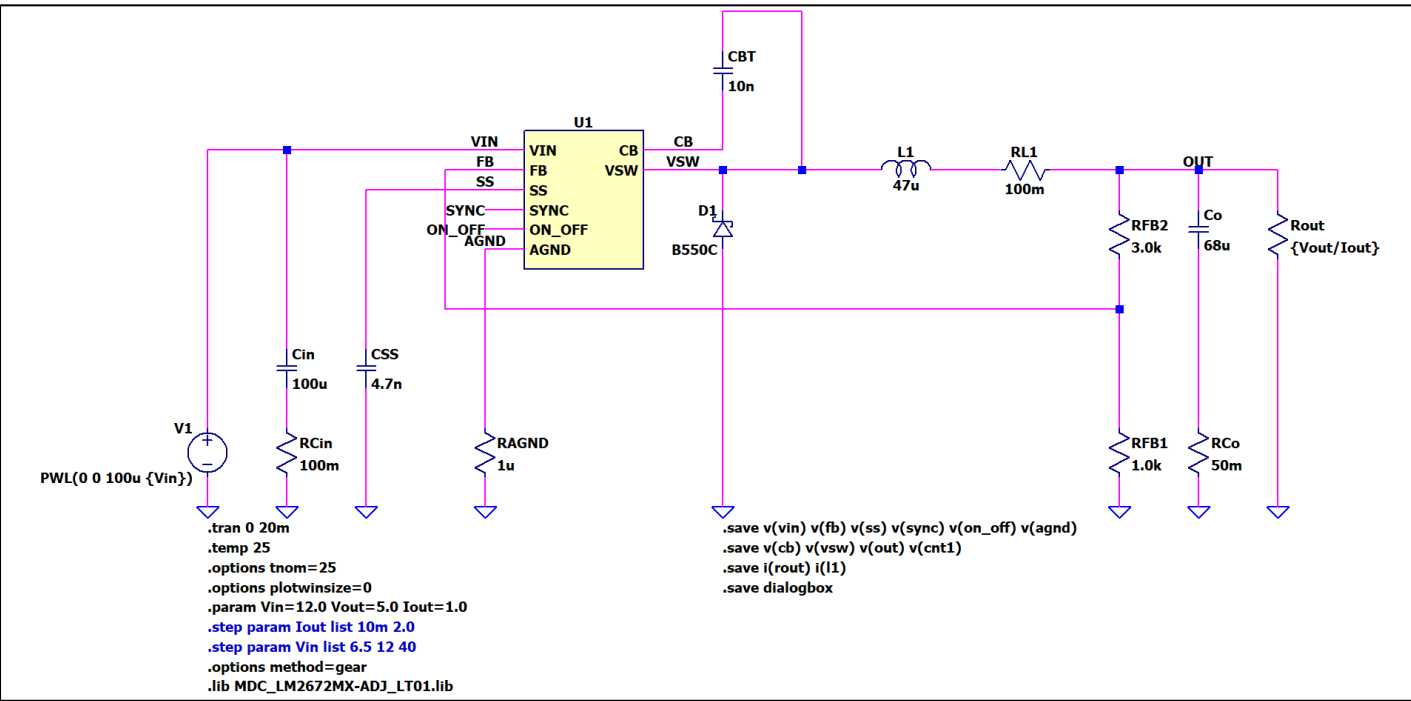 CBT
10n
U1
VIN
VIN
CB
CB
FB
FB
VSW
VSW
SS
SS
SYNC
SYNC
ON_OFF
ON_OFF
AGND
AGND
L1
47u
RL1
100m
OUT
D1
B550C
RFB2
3.0k
Co
68u
Rout
{Vout/Iout}
Cin
100u
CSS
4.7n
V1
PWL(0 0 100u {Vin})
RCin
100m
RAGND
1u
RFB1
1.0k
RCo
50m
.tran 0 20m
.temp 25
.options tnom=25
.options plotwinsize=0
.param Vin=12.0 Vout=5.0 Iout=1.0
.step param Iout list 10m 2.0
.step param Vin list 6.5 12 40
.options method=gear
.lib MDC_LM2672MX-ADJ_LT01.lib
.save v(vin) v(fb) v(ss) v(sync) v(on_off) v(agnd)
.save v(cb) v(vsw) v(out) v(cnt1)
.save i(rout) i(l1)
.save dialogbox